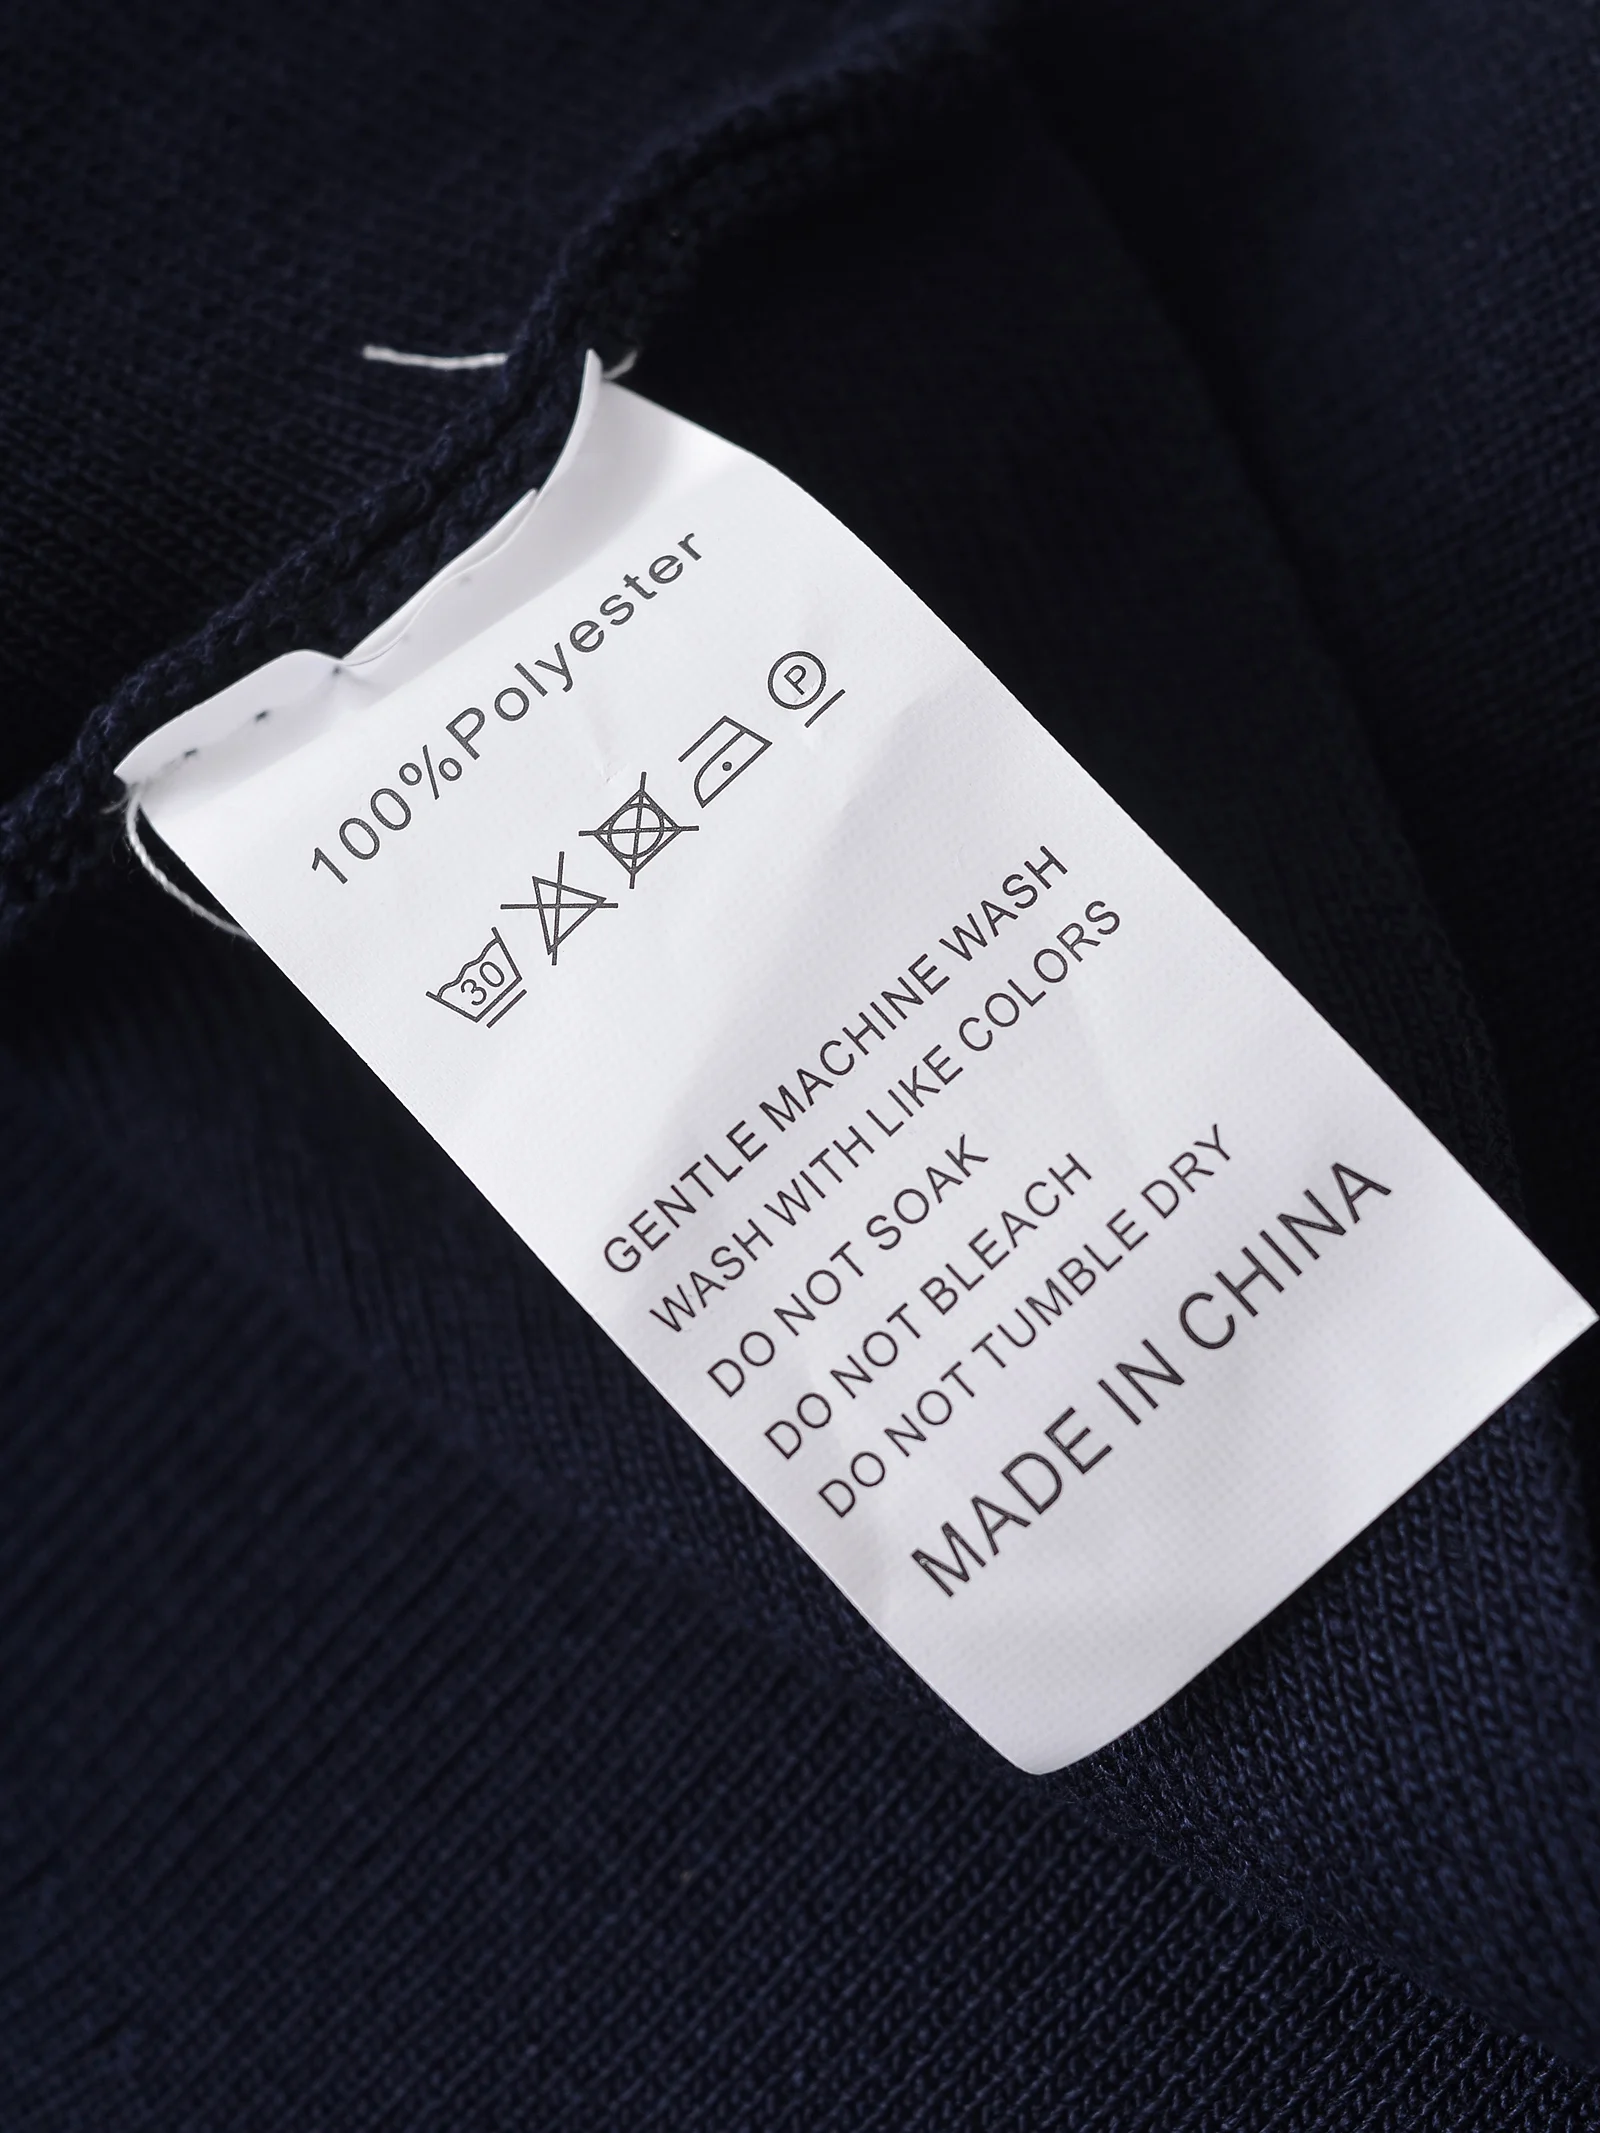 100%Polyester
30 P
GENTLE MACHINE WASH
WASH WITH LIKE COLORS
DO NOT SOAK
DO NOT BLEACH
DO NOT TUMBLE DRY
MADE IN CHINA